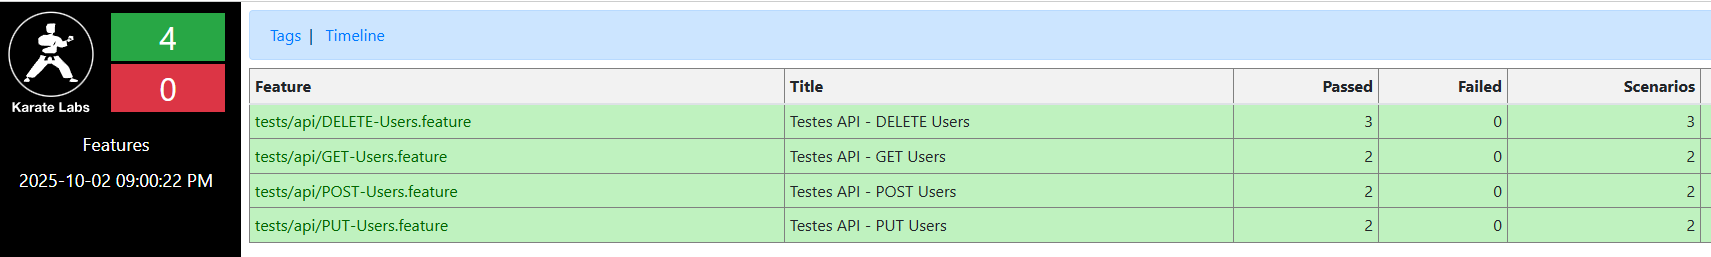 4
0
Karate Labs
Features
2025-10-02 09:00:22 PM
Tags | Timeline
Feature Title Passed Failed Scenarios
tests/api/DELETE-Users.feature Testes API - DELETE Users 3 0 3
tests/api/GET-Users.feature Testes API - GET Users 2 0 2
tests/api/POST-Users.feature Testes API - POST Users 2 0 2
tests/api/PUT-Users.feature Testes API - PUT Users 2 0 2